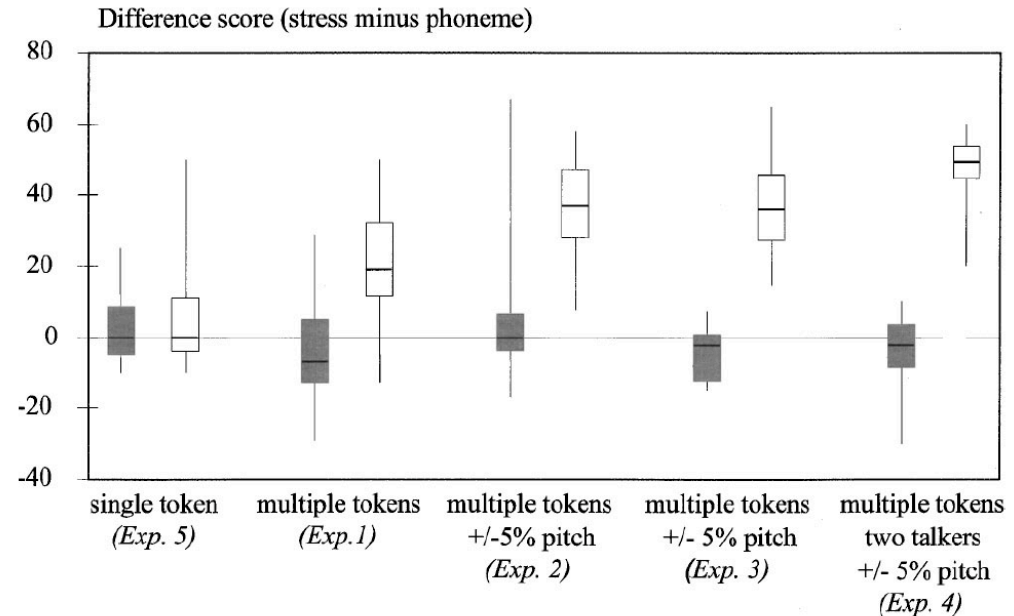 Difference score (stress minus phoneme)
80
60
40
20
0
-20
-40
single token
(Exp. 5)
multiple tokens
(Exp.1)
multiple tokens
+/-5% pitch
(Exp. 2)
multiple tokens
+/- 5% pitch
(Exp. 3)
multiple tokens
two talkers
+/- 5% pitch
(Exp. 4)